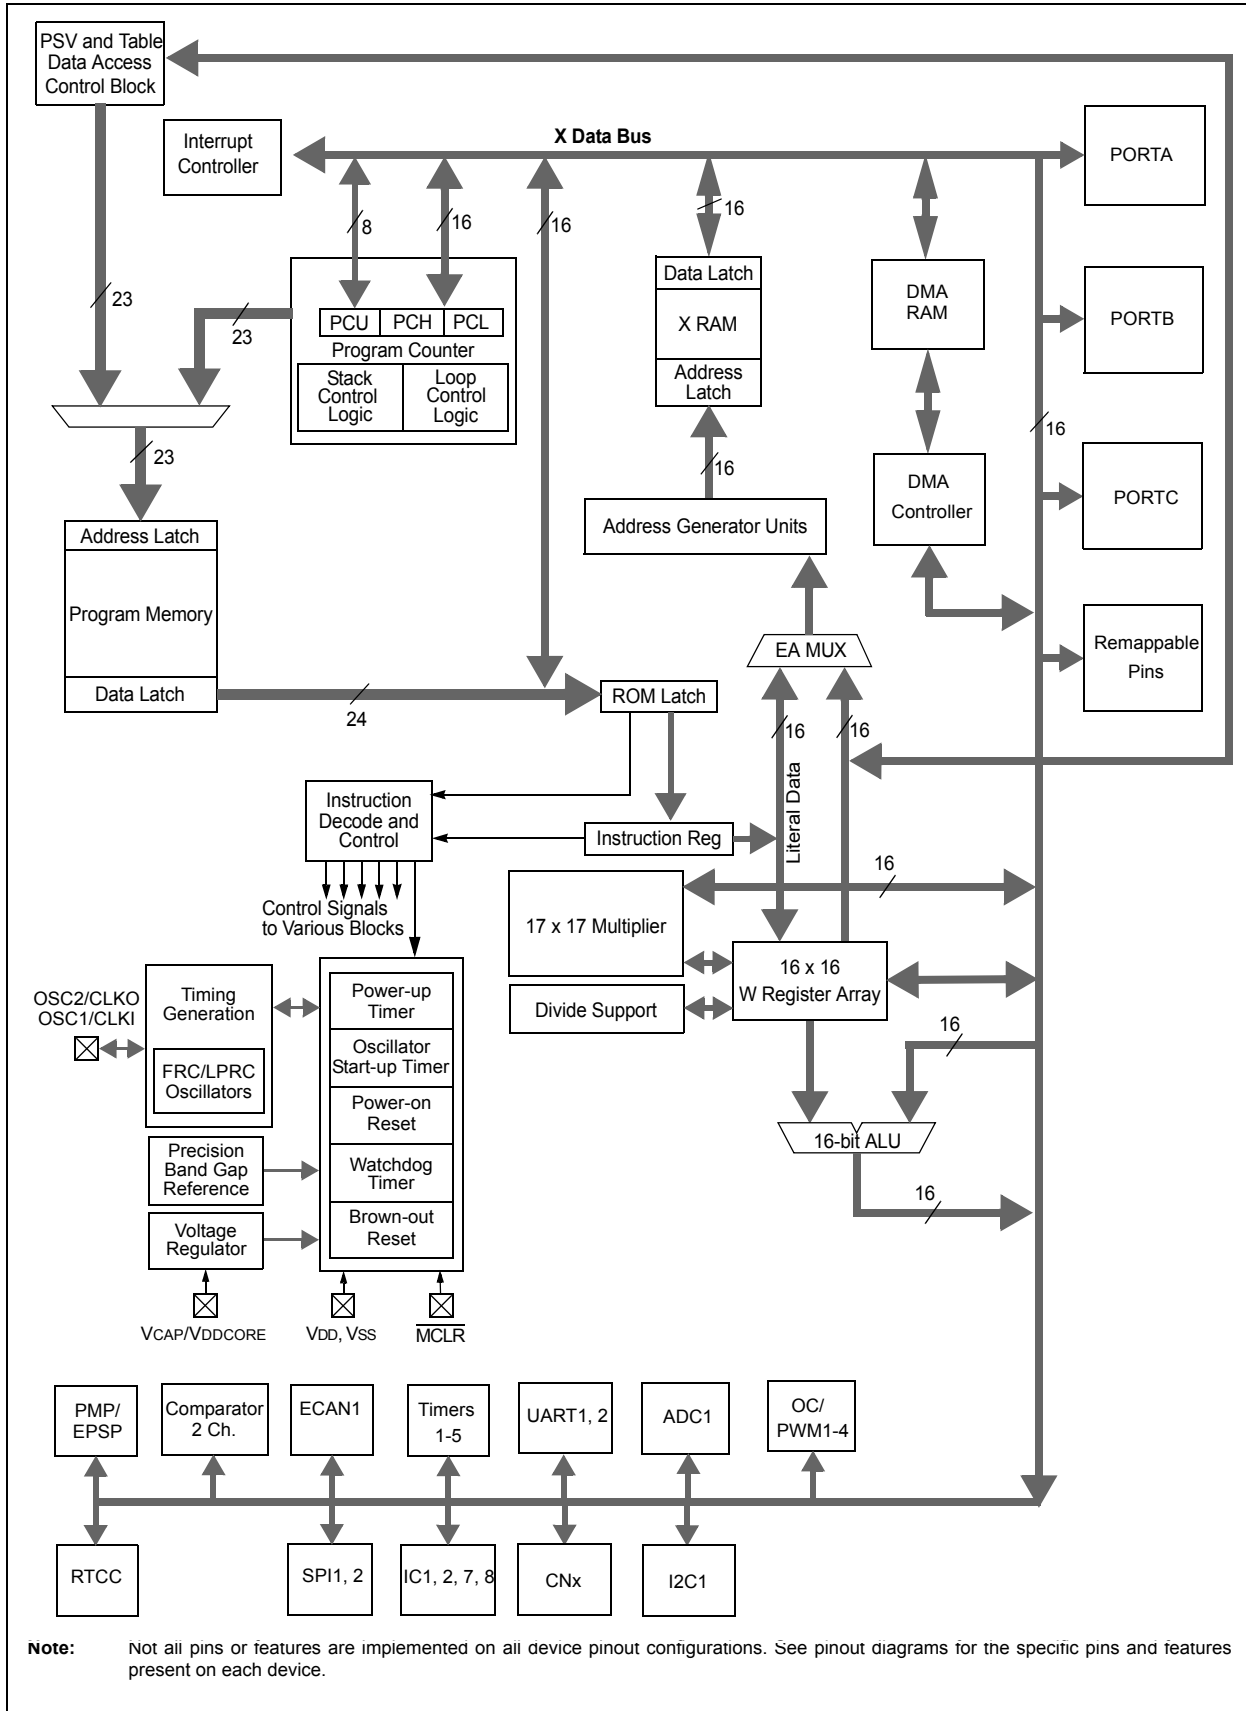 PSV and Table
Data Access
Control Block
Interrupt
Controller
X Data Bus
PORTA
8
16
16
16
Data Latch
X RAM
Address
Latch
DMA
RAM
PORTB
23
23
PCU
PCH
PCL
Program Counter
Stack
Control
Logic
Loop
Control
Logic
16
23
16
DMA
Controller
PORTC
Address Latch
Program Memory
Data Latch
Address Generator Units
EA MUX
Remappable
Pins
24
ROM Latch
16
16
Literal Data
Instruction
Decode and
Control
Instruction Reg
16
Control Signals
to Various Blocks
17 x 17 Multiplier
16 x 16
W Register Array
Divide Support
OSC2/CLKO
OSC1/CLKI
Timing
Generation
FRC/LPRC
Oscillators
Power-up
Timer
Oscillator
Start-up Timer
Power-on
Reset
Watchdog
Timer
Brown-out
Reset
16
16-bit ALU
16
Precision
Band Gap
Reference
Voltage
Regulator
VCAP/VDDCORE
VDD, VSS
MCLR
PMP/
EPSP
Comparator
2 Ch.
ECAN1
Timers
1-5
UART1, 2
ADC1
OC/
PWM1-4
RTCC
SPI1, 2
IC1, 2, 7, 8
CNx
I2C1
Note: Not all pins or features are implemented on all device pinout configurations. See pinout diagrams for the specific pins and features
present on each device.